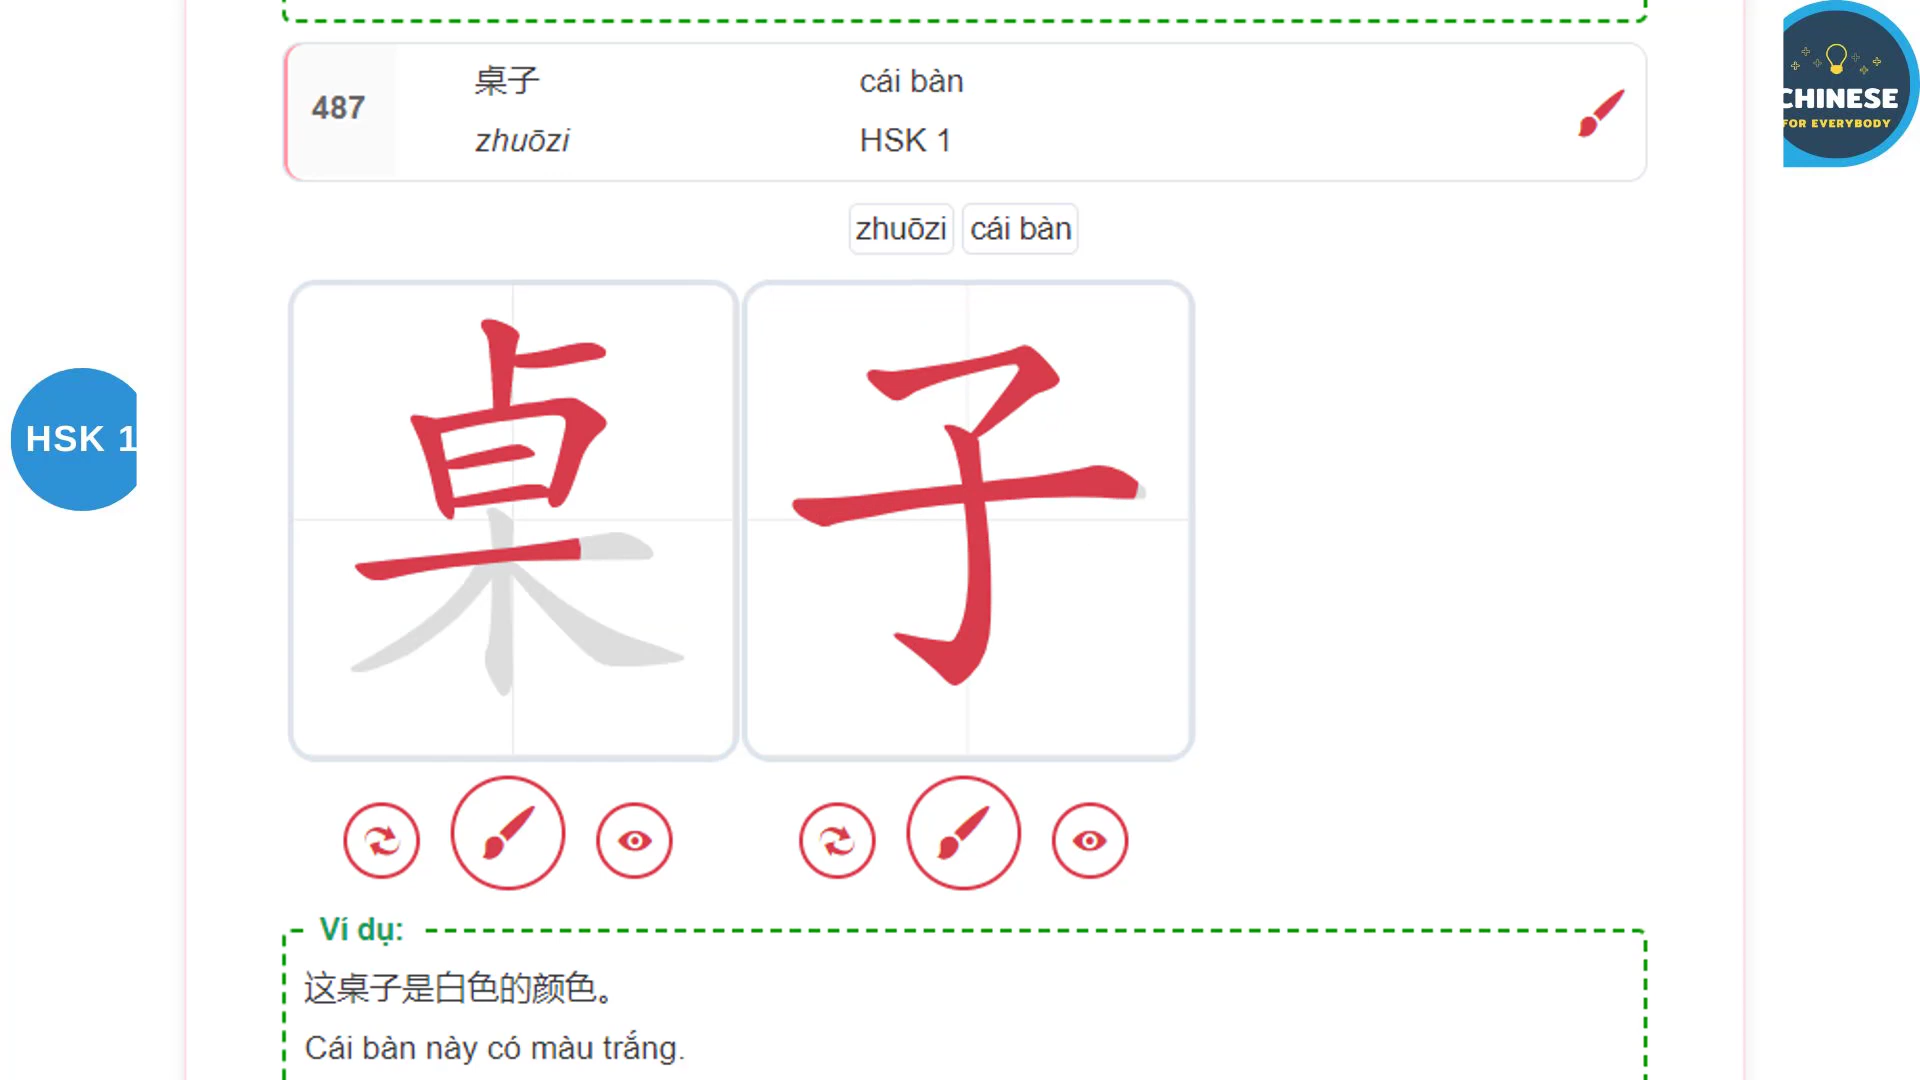 487
桌子
zhuōzi
cái bàn
HSK 1
CHINESE
FOR EVERYBODY
zhuōzi
cái bàn
桌 子
HSK 1
Ví dụ:
这桌子是白色的颜色。
Cái bàn này có màu trắng.